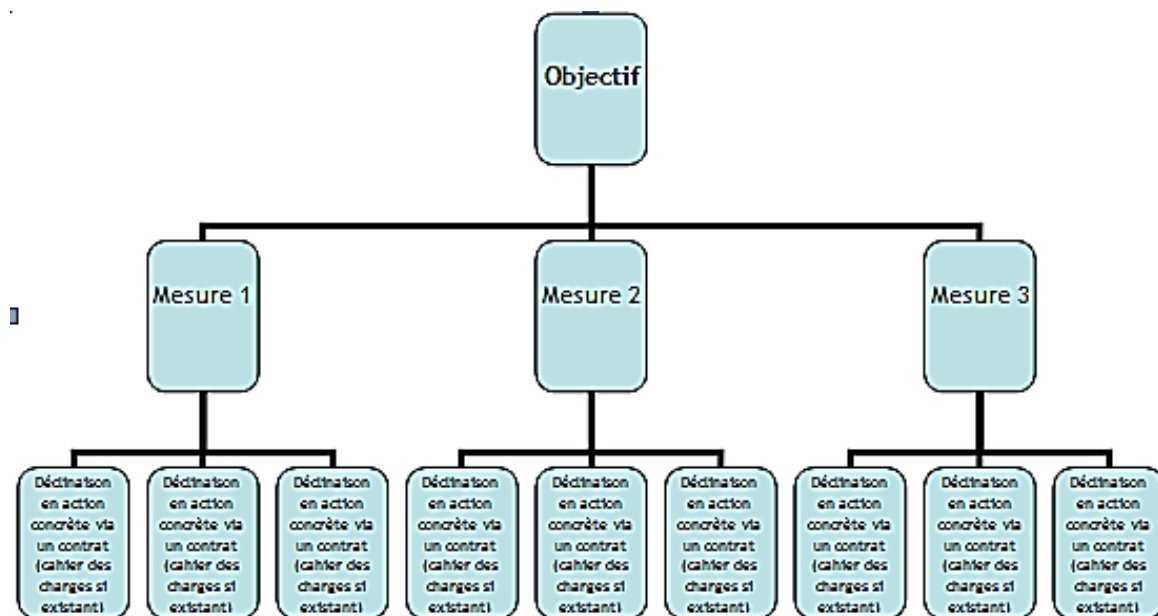 Objectif
Mesure 1
Mesure 2
Mesure 3
Déclinaison
en action
concrète via
un contrat
(cahier des
charges si
existant)
Déclinaison
en action
concrète via
un contrat
(cahier des
charges si
existant)
Déclinaison
en action
concrète via
un contrat
(cahier des
charges si
existant)
Déclinaison
en action
concrète via
un contrat
(cahier des
charges si
existant)
Déclinaison
en action
concrète via
un contrat
(cahier des
charges si
existant)
Déclinaison
en action
concrète via
un contrat
(cahier des
charges si
existant)
Déclinaison
en action
concrète via
un contrat
(cahier des
charges si
existant)
Déclinaison
en action
concrète via
un contrat
(cahier des
charges si
existant)
Déclinaison
en action
concrète via
un contrat
(cahier des
charges si
existant)